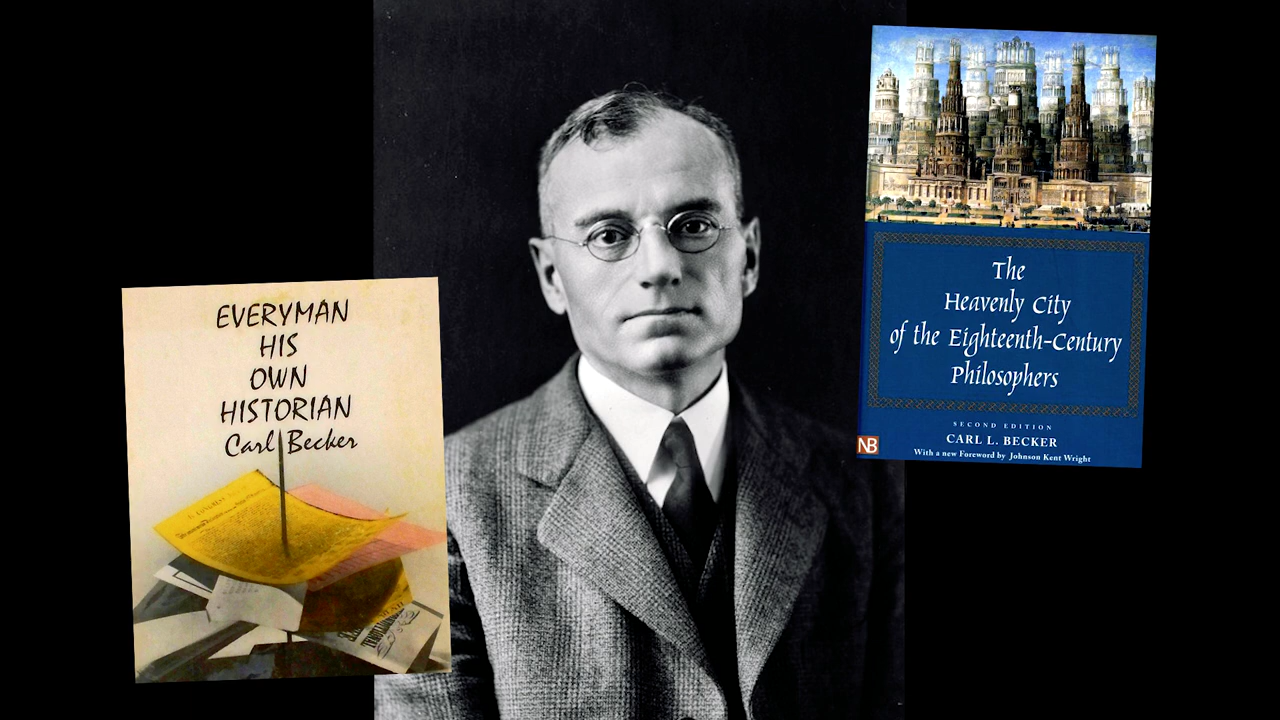 EVERYMAN
HIS
OWN
HISTORIAN
Carl Becker
The
Heavenly City
of the Eighteenth-Century
Philosophers
SECOND EDITION
CARL L. BECKER
With a new Foreword by Johnson Kent Wright
NB